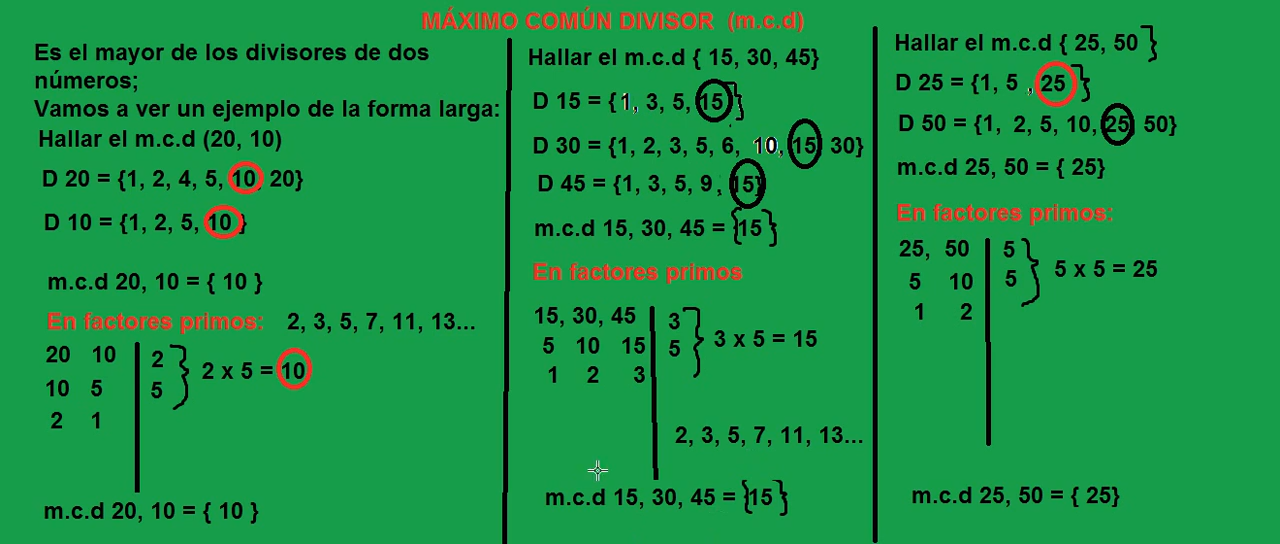 MÁXIMO COMÚN DIVISOR (m.c.d)
Es el mayor de los divisores de dos
números;
Vamos a ver un ejemplo de la forma larga:
Hallar el m.c.d (20, 10)
D 20 = {1, 2, 4, 5, 10, 20}
D 10 = {1, 2, 5, 10}
m.c.d 20, 10 = { 10 }
En factores primos: 2, 3, 5, 7, 11, 13...
20 10 2
10 5 5
2 1
2 x 5 = 10
m.c.d 20, 10 = { 10 }
Hallar el m.c.d { 15, 30, 45}
D 15 = {1, 3, 5, 15}
D 30 = {1, 2, 3, 5, 6, 10, 15, 30}
D 45 = {1, 3, 5, 9, 15}
m.c.d 15, 30, 45 = {15}
En factores primos
15, 30, 45 3
5 10 15 5
1 2 3
3 x 5 = 15
2, 3, 5, 7, 11, 13...
m.c.d 15, 30, 45 = {15}
Hallar el m.c.d { 25, 50 }
D 25 = {1, 5 , 25}
D 50 = {1, 2, 5, 10, 25, 50}
m.c.d 25, 50 = { 25}
En factores primos:
25, 50 5
5 10 5
1 2
5 x 5 = 25
m.c.d 25, 50 = { 25}